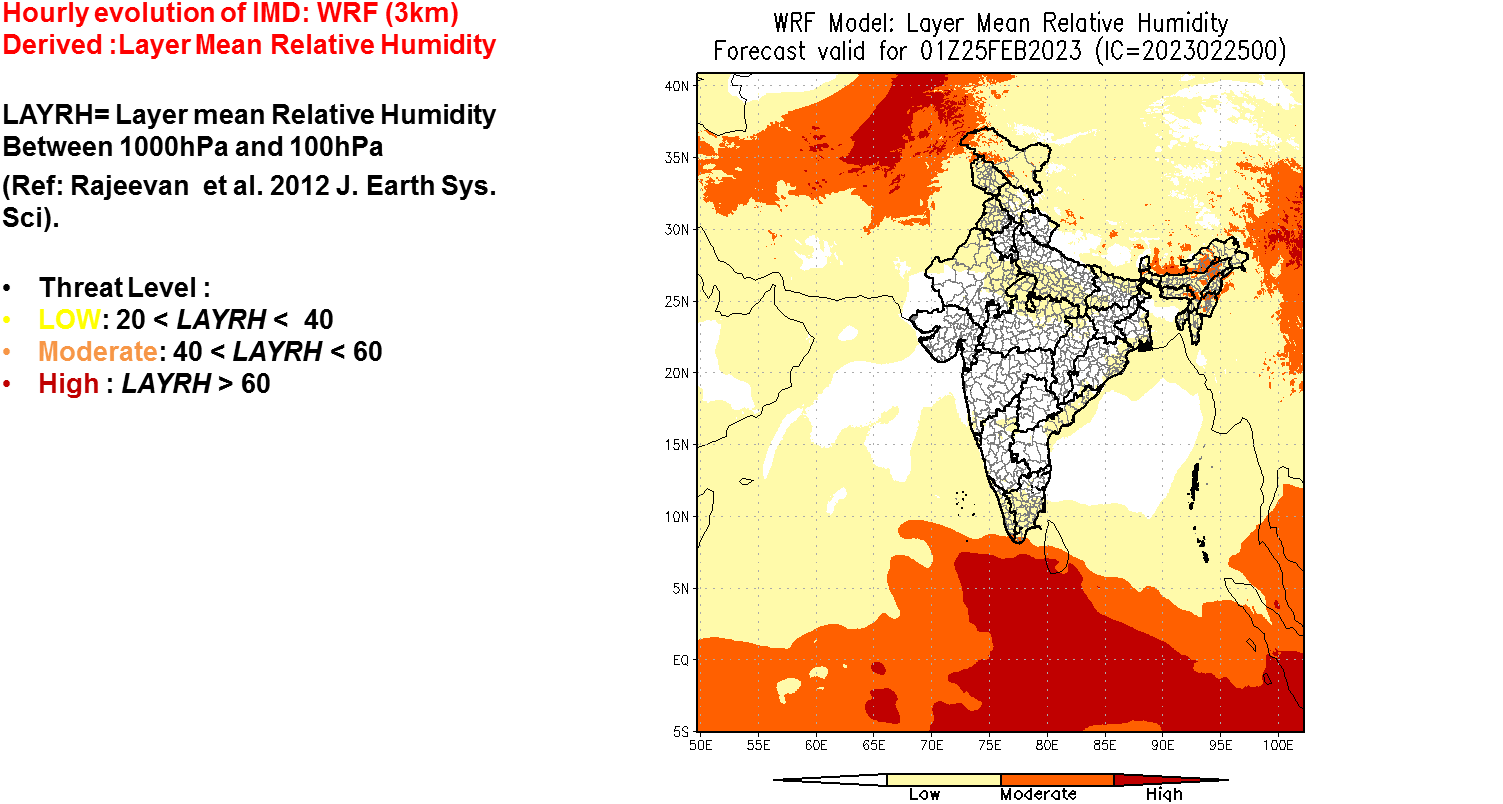 Hourly evolution of IMD: WRF (3km)
Derived :Layer Mean Relative Humidity
LAYRH= Layer mean Relative Humidity
Between 1000hPa and 100hPa
(Ref: Rajeevan et al. 2012 J. Earth Sys.
Sci).
• Threat Level :
• LOW: 20 < LAYRH < 40
• Moderate: 40 < LAYRH < 60
• High : LAYRH > 60
WRF Model: Layer Mean Relative Humidity
Forecast valid for 01Z25FEB2023 (IC=2023022500)
40N
35N
30N
25N
20N
15N
10N
5N
EQ
5S
50E 55E 60E 65E 70E 75E 80E 85E 90E 95E 100E
Low Moderate High